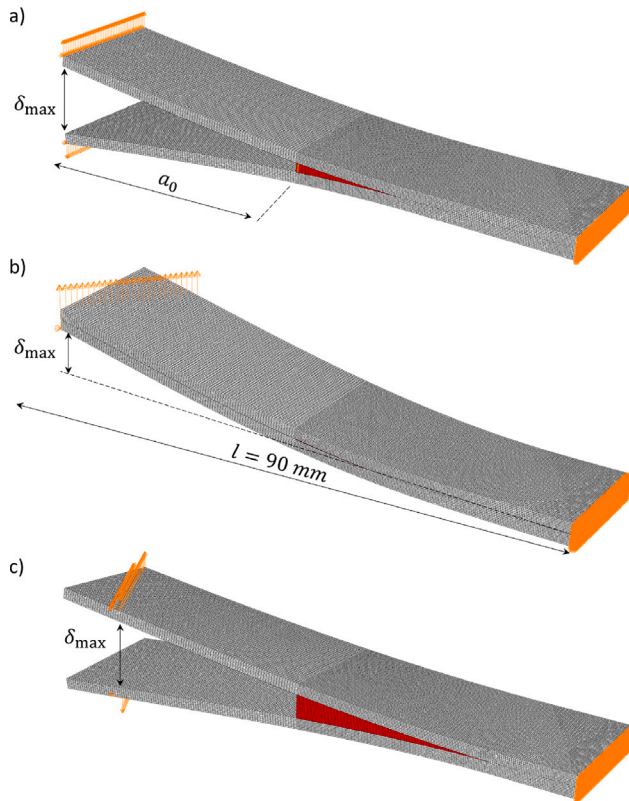 a)
δmax
a0
b)
δmax
l = 90 mm
c)
δmax